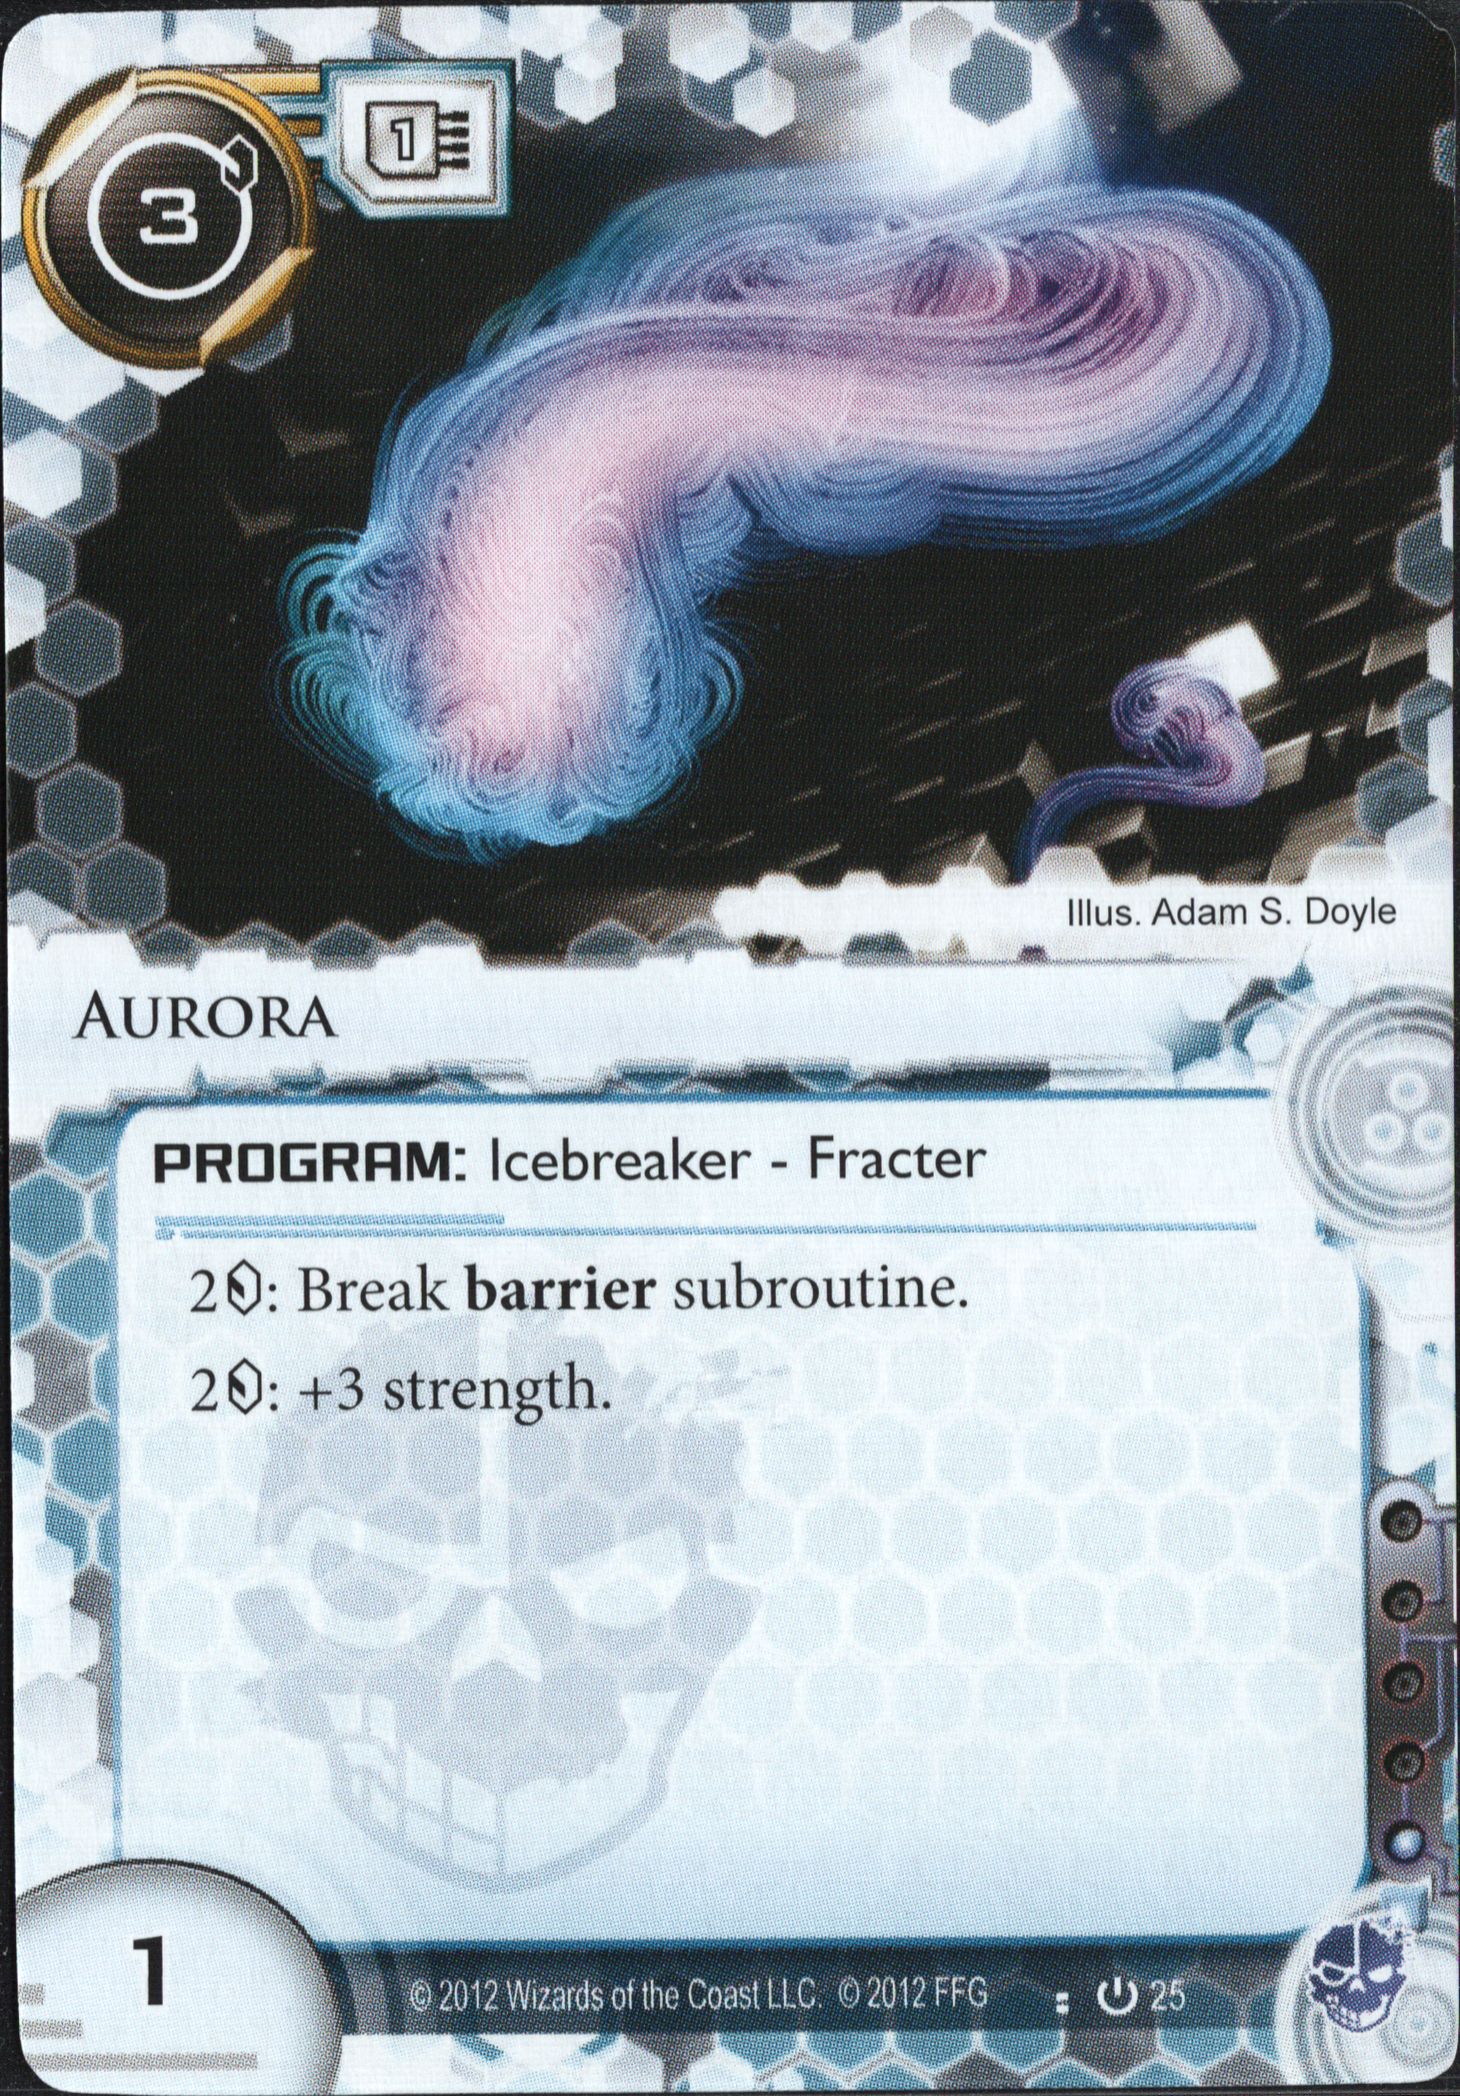 3
1
Illus. Adam S. Doyle
AURORA
PROGRAM: Icebreaker - Fracter
2: Break barrier subroutine.
2: +3 strength.
1
© 2012 Wizards of the Coast LLC. © 2012 FFG 25